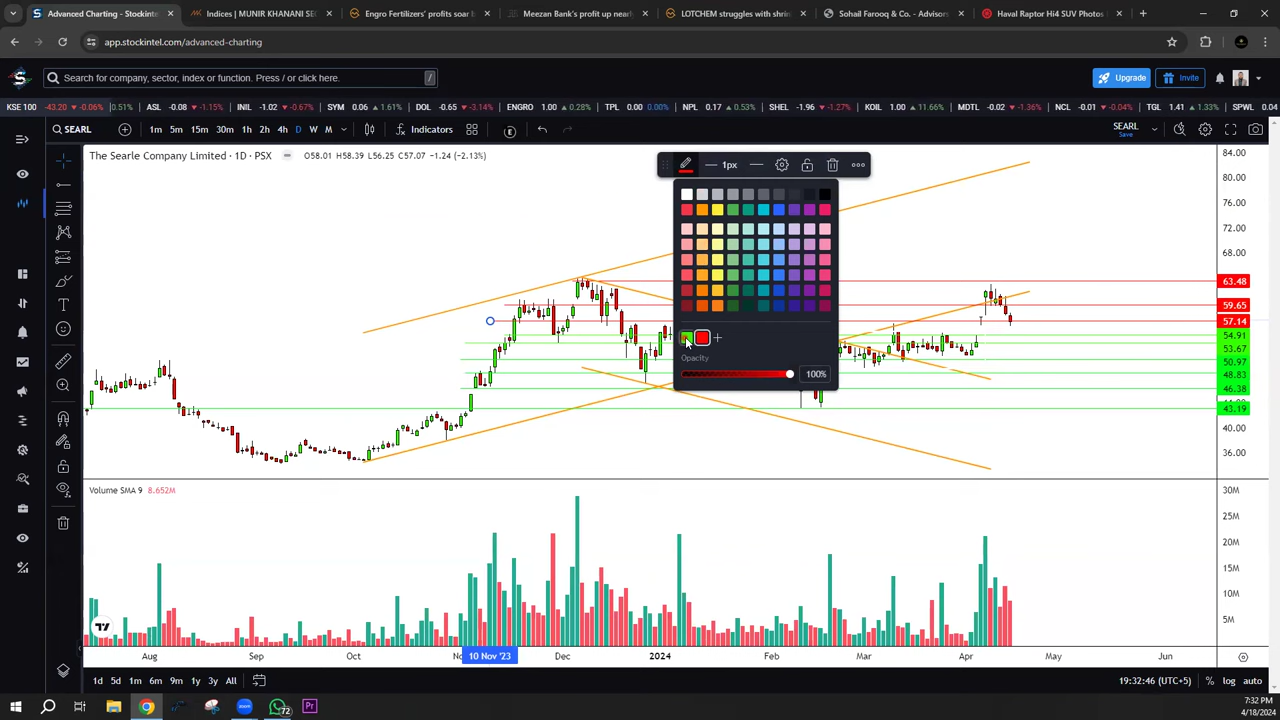 Advanced Charting - Stockintel
Indices | MUNIR KHANANI SE
Engro Fertilizers' profits soar
Meezan Bank's profit up nearly
LOTCHEM struggles with shrin
Sohail Farooq & Co. - Advisors
Haval Raptor Hi4 SUV Photos
app.stockintel.com/advanced-charting
Search for company, sector, index or function. Press / or click here.
/
Upgrade
Invite
KSE 100 -43.20 -0.06% 0.51% ASL -0.08 -1.15% INIL -1.02 -0.67% SYM 0.06 1.61% DOL -0.65 -3.14% ENGRO 1.00 0.28% TPL 0.00 0.00% NPL 0.17 0.53% SHEL -1.96 -1.27% KOIL 1.00 11.66% MDTL -0.02 -1.36% NCL -0.01 -0.04% TGL 1.41 1.33% SPWL 0.04
SEARL 1m 5m 15m 30m 1h 2h 4h D W M Indicators E SEARL
Save
The Searle Company Limited · 1D · PSX O58.01 H58.39 L56.25 C57.07 -1.24 (-2.13%)
1px
84.00
80.00
76.00
72.00
68.00
63.48
59.65
57.14
54.91
53.67
50.97
48.83
46.38
43.19
40.00
36.00
Opacity
100%
Volume SMA 9 8.652M
30M
25M
20M
15M
10M
5M
Aug Sep Oct 10 Nov '23 Dec 2024 Feb Mar Apr May Jun
1d 5d 1m 6m 9m 1y 3y All 19:32:46 (UTC+5) % log auto
72
Pr
7:32 PM
4/18/2024